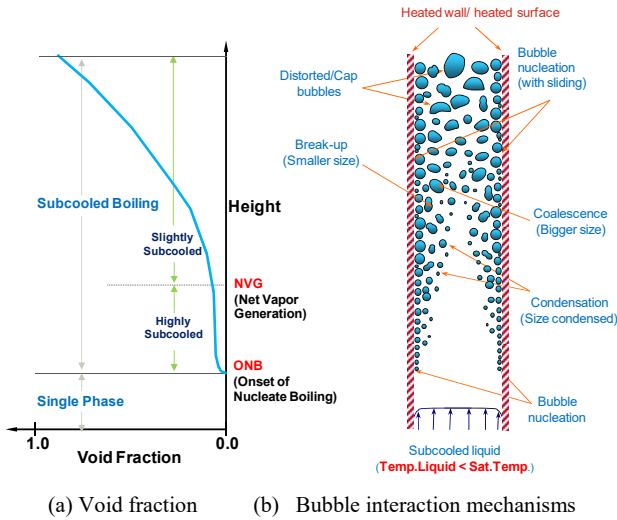 Subcooled Boiling
Height
Slightly
Subcooled
NVG
(Net Vapor
Generation)
Highly
Subcooled
ONB
(Onset of
Nucleate Boiling)
Single Phase
1.0
0.0
Void Fraction
(a) Void fraction
Heated wall/ heated surface
Bubble
nucleation
(with sliding)
Distorted/Cap
bubbles
Break-up
(Smaller size)
Coalescence
(Bigger size)
Condensation
(Size condensed)
Bubble
nucleation
Subcooled liquid
(Temp.Liquid < Sat.Temp.)
(b) Bubble interaction mechanisms